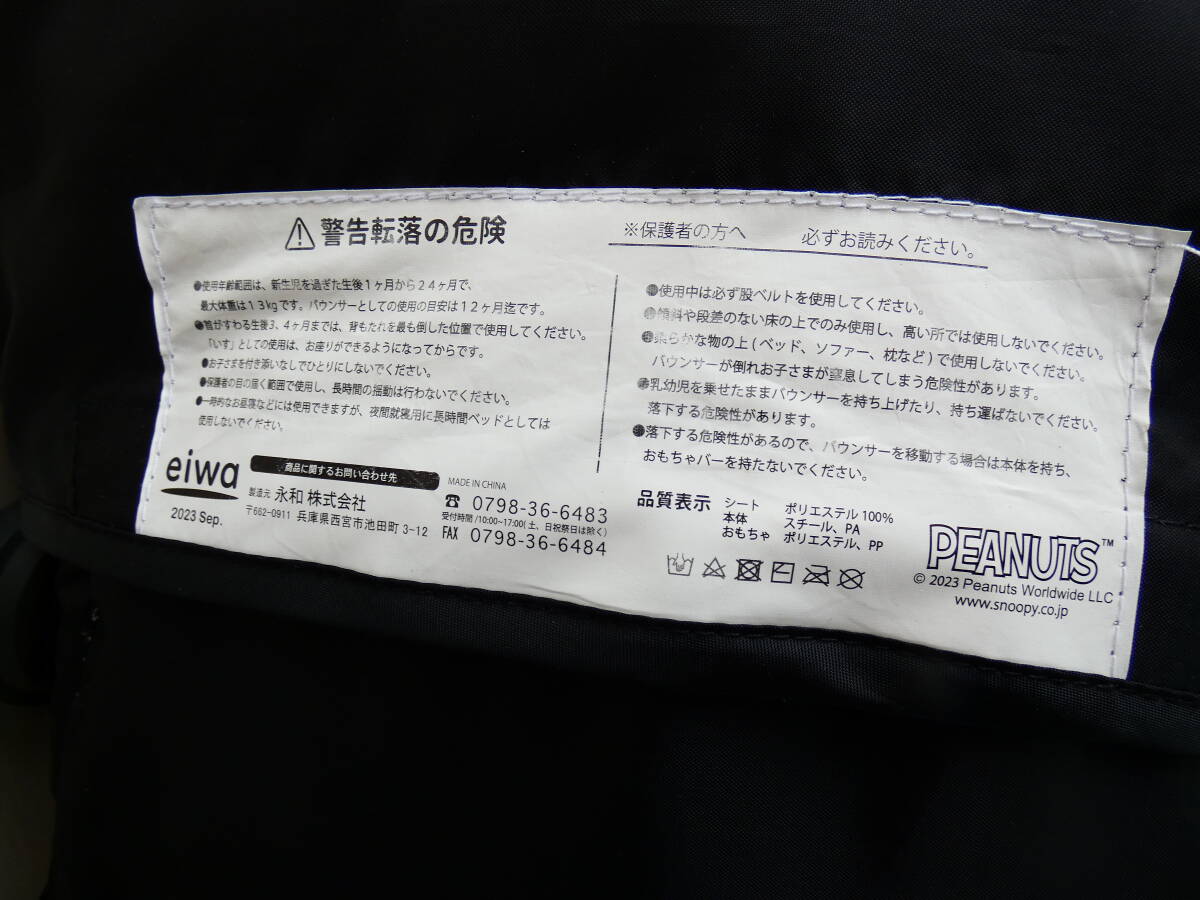 ⚠警告転落の危険
※保護者の方へ 必ずお読みください。
●使用年齢範囲は、新生児を過ぎた生後1ヶ月から24ヶ月で、
最大体重は13kgです。バウンサーとしての使用の目安は12ヶ月迄です。
●首がすわる生後3、4ヶ月までは、背もたれを最も倒した位置で使用してください。
「いす」としての使用は、お座りができるようになってからです。
●お子さまを付き添いなしでひとりにしないでください。
●保護者の目の届く範囲で使用し、長時間の揺動は行わないでください。
●一時的なお昼寝などには使用できますが、夜間就寝用に長時間ベッドとしては
使用しないでください。
●使用中は必ず股ベルトを使用してください。
●傾斜や段差のない床の上でのみ使用し、高い所では使用しないでください。
●柔らかな物の上(ベッド、ソファー、枕など)で使用しないでください。
バウンサーが倒れお子さまが窒息してしまう危険性があります。
●乳幼児を乗せたままバウンサーを持ち上げたり、持ち運ばないでください。
落下する危険性があります。
●落下する危険性があるので、バウンサーを移動する場合は本体を持ち、
おもちゃバーを持たないでください。
eiwa
2023 Sep.
商品に関するお問い合わせ先
製造元 永和 株式会社
〒662-0911 兵庫県西宮市池田町 3-12
MADE IN CHINA
☎ 0798-36-6483
受付時間/10:00~17:00(土、日祝祭日は除く)
FAX 0798-36-6484
品質表示 シート ポリエステル 100%
本体 スチール、PA
おもちゃ ポリエステル、PP
PEANUTS™
© 2023 Peanuts Worldwide LLC
www.snoopy.co.jp